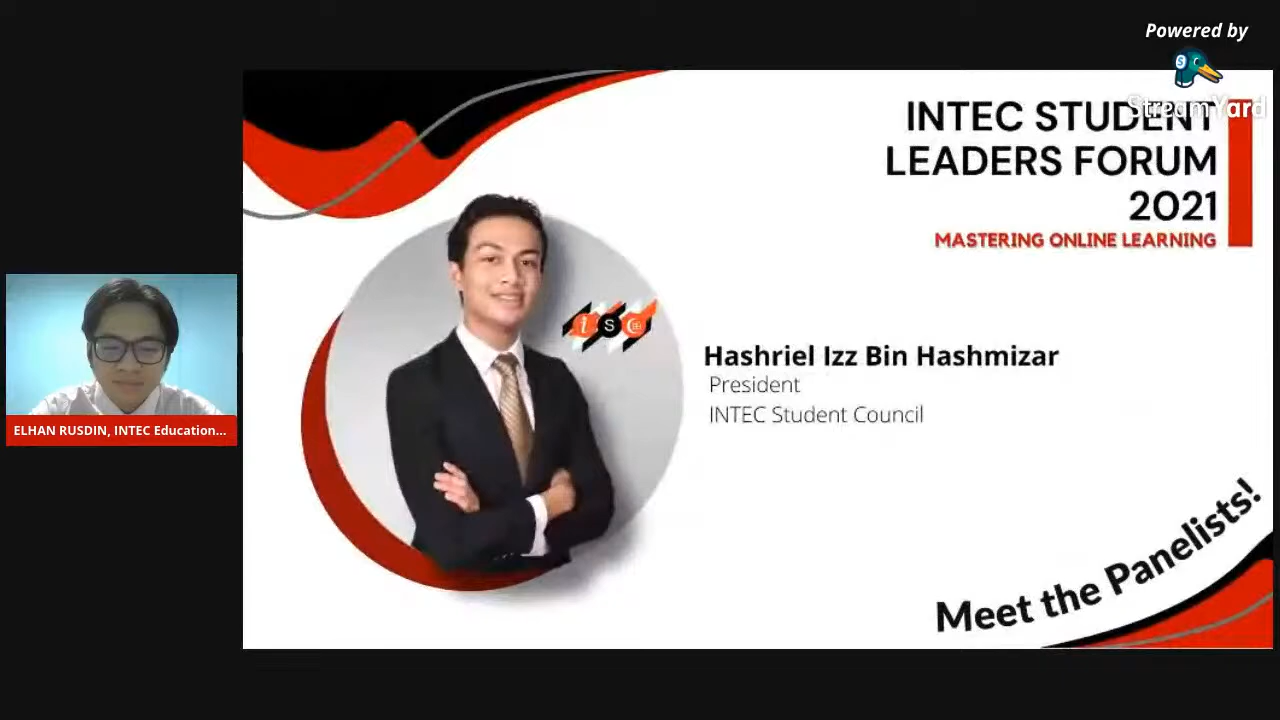 Powered by
StreamYard
INTEC STUDENT
LEADERS FORUM
2021
MASTERING ONLINE LEARNING
iSC
Hashriel Izz Bin Hashmizar
President
INTEC Student Council
ELHAN RUSDIN, INTEC Education...
Meet the Panelists!